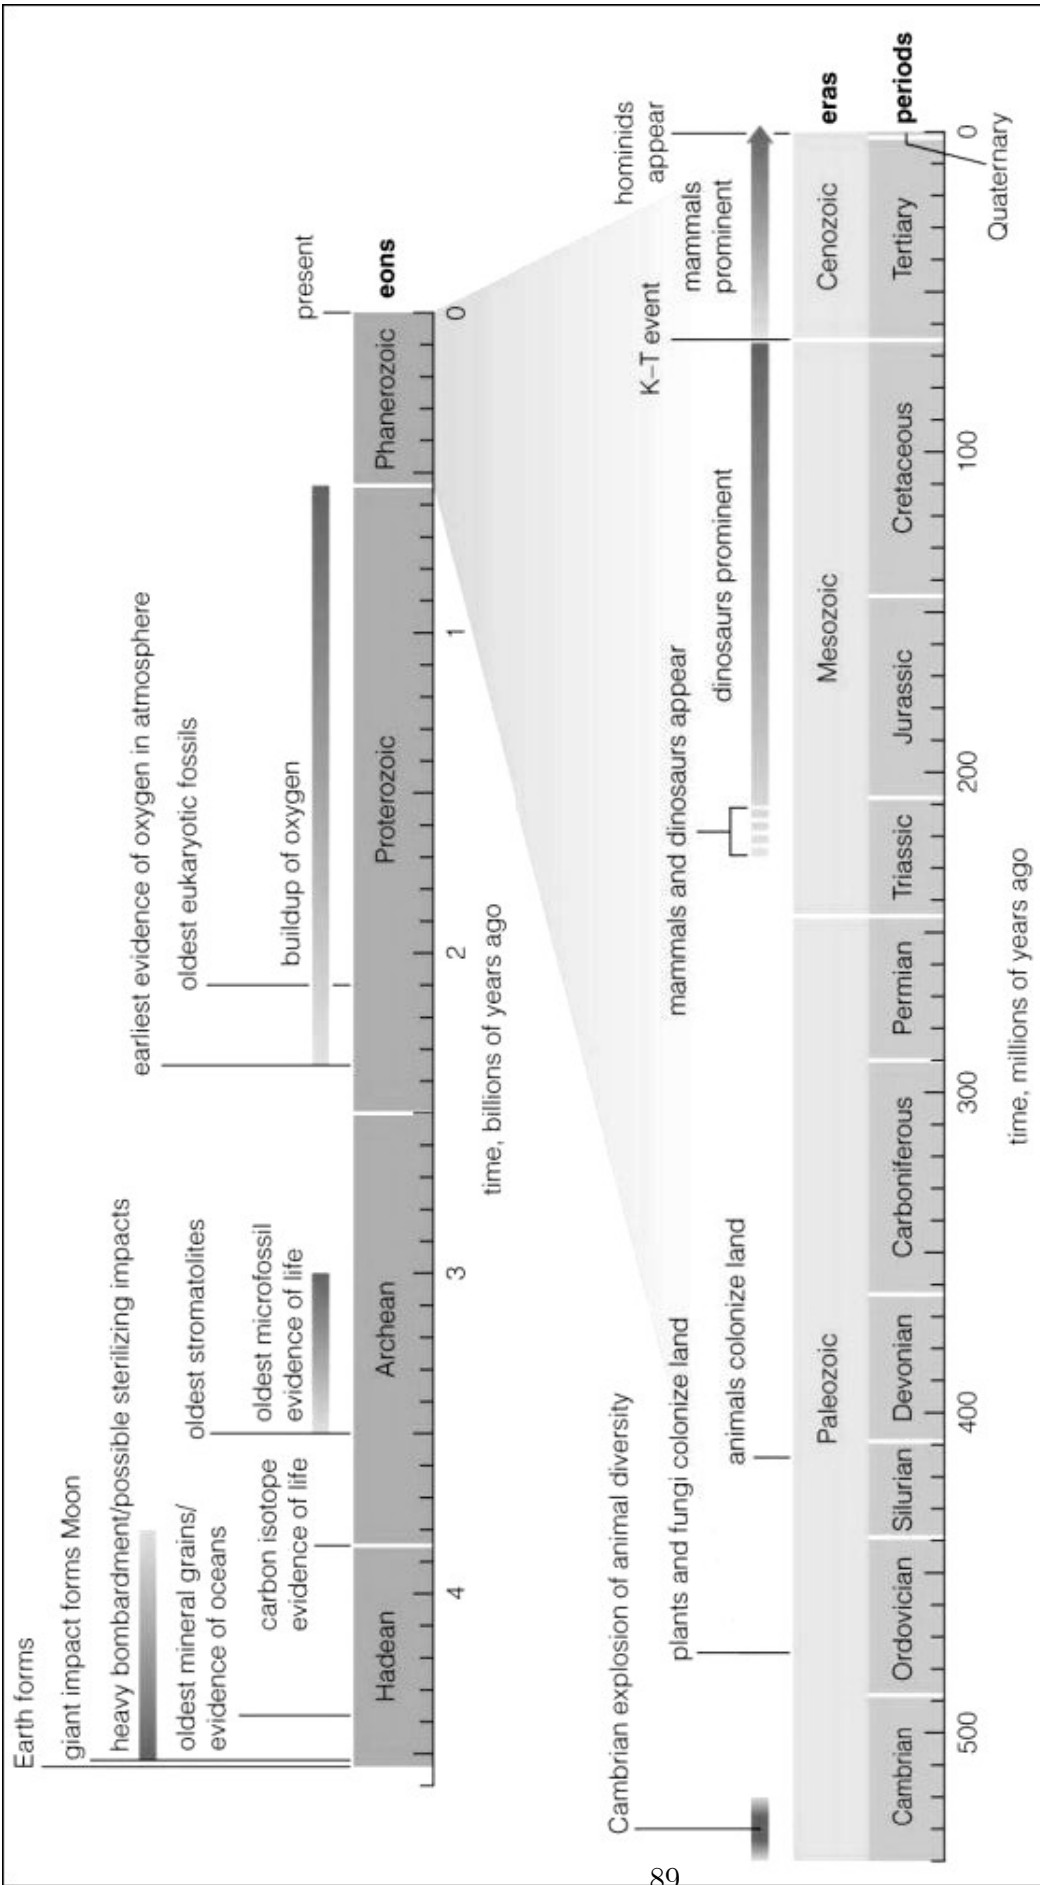 Earth forms
giant impact forms Moon
heavy bombardment/possible sterilizing impacts
oldest mineral grains/
evidence of oceans
carbon isotope
evidence of life
oldest stromatolites
oldest microfossil
evidence of life
earliest evidence of oxygen in atmosphere
oldest eukaryotic fossils
buildup of oxygen
present
Hadean
Archean
Proterozoic
Phanerozoic
eons
4
3
2
1
0
time, billions of years ago
Cambrian explosion of animal diversity
plants and fungi colonize land
animals colonize land
mammals and dinosaurs appear
dinosaurs prominent
K–T event
mammals
prominent
hominids
appear
Paleozoic
Mesozoic
Cenozoic
eras
Cambrian
Ordovician
Silurian
Devonian
Carboniferous
Permian
Triassic
Jurassic
Cretaceous
Tertiary
periods
500
400
300
200
100
0
Quaternary
time, millions of years ago
89